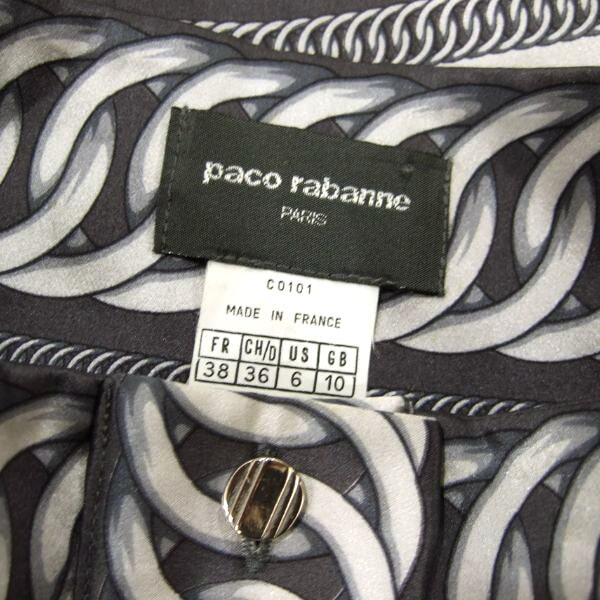 paco rabanne
PARIS
C0101
MADE IN FRANCE
FR CH/D US GB
38 36 6 10